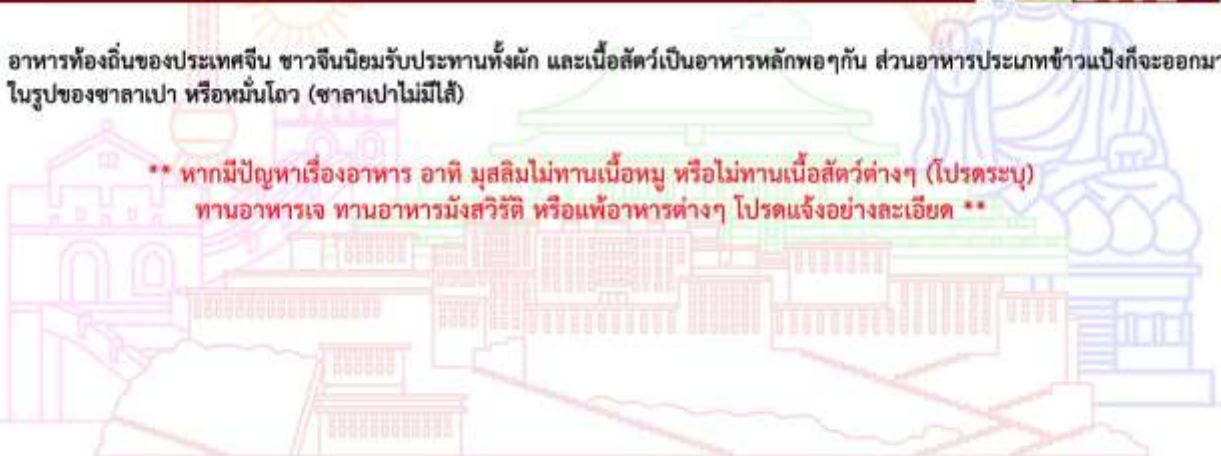 อาหารท้องถิ่นของประเทศจีน ชาวจีนนิยมรับประทานทั้งผัก และเนื้อสัตว์เป็นอาหารหลักพอๆกัน ส่วนอาหารประเภทข้าวแป้งก็จะออกมา
ในรูปของซาลาเปา หรือหมั่นโถว (ซาลาเปาไม่มีไส้)
** หากมีปัญหาเรื่องอาหาร อาทิ มุสลิมไม่ทานเนื้อหมู หรือไม่ทานเนื้อสัตว์ต่างๆ (โปรดระบุ)
ทานอาหารเจ ทานอาหารมังสวิรัติ หรือแพ้อาหารต่างๆ โปรดแจ้งอย่างละเอียด **